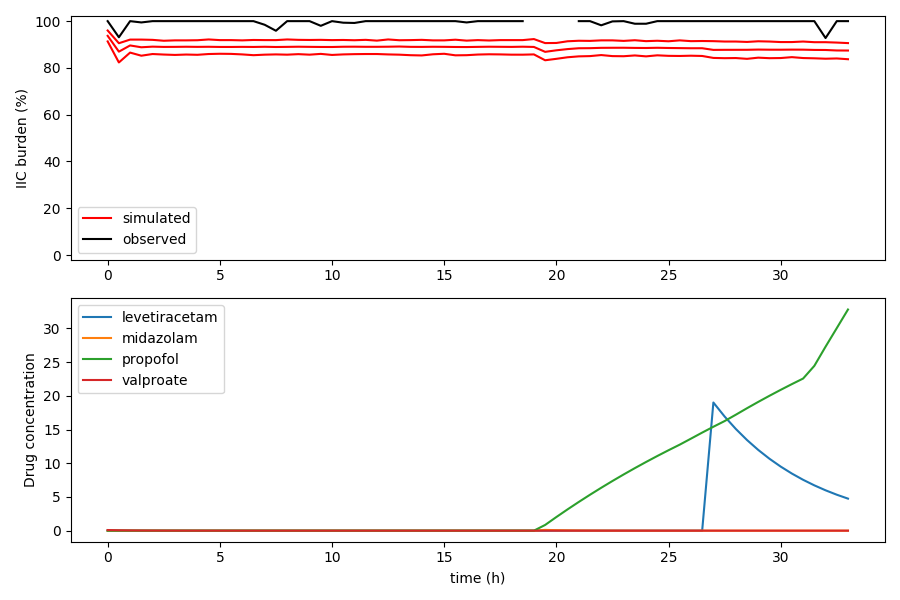 100
80
60
40
20
0
IIC burden (%)
simulated
observed
0 5 10 15 20 25 30
30
25
20
15
10
5
0
Drug concentration
levetiracetam
midazolam
propofol
valproate
0 5 10 15 20 25 30
time (h)